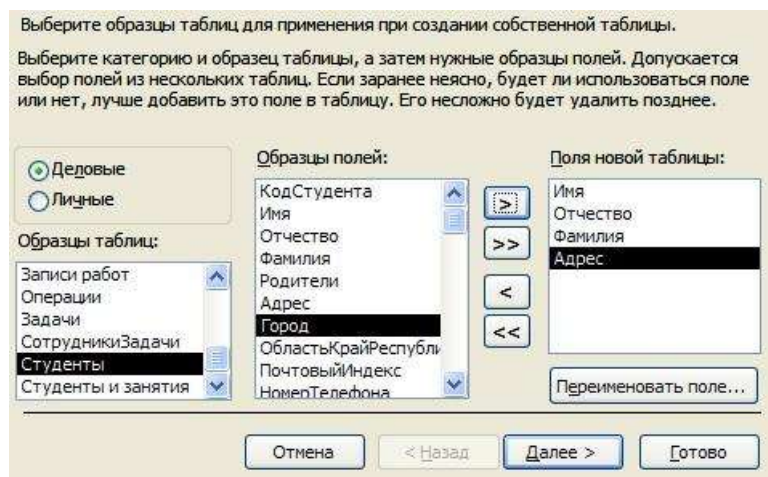 Выберите образцы таблиц для применения при создании собственной таблицы.
Выберите категорию и образец таблицы, а затем нужные образцы полей. Допускается
выбор полей из нескольких таблиц. Если заранее неясно, будет ли использоваться поле
или нет, лучше добавить это поле в таблицу. Его несложно будет удалить позднее.
Деловые
Личные
Образцы таблиц:
Записи работ
Операции
Задачи
СотрудникиЗадачи
Студенты
Студенты и занятия
Образцы полей:
КодСтудента
Имя
Отчество
Фамилия
Родители
Адрес
Город
ОбластьКрайРеспубли
ПочтовыйИндекс
НомерТелефона
>
>>
<
<<
Поля новой таблицы:
Имя
Отчество
Фамилия
Адрес
Переименовать поле...
Отмена
< Назад
Далее >
Готово